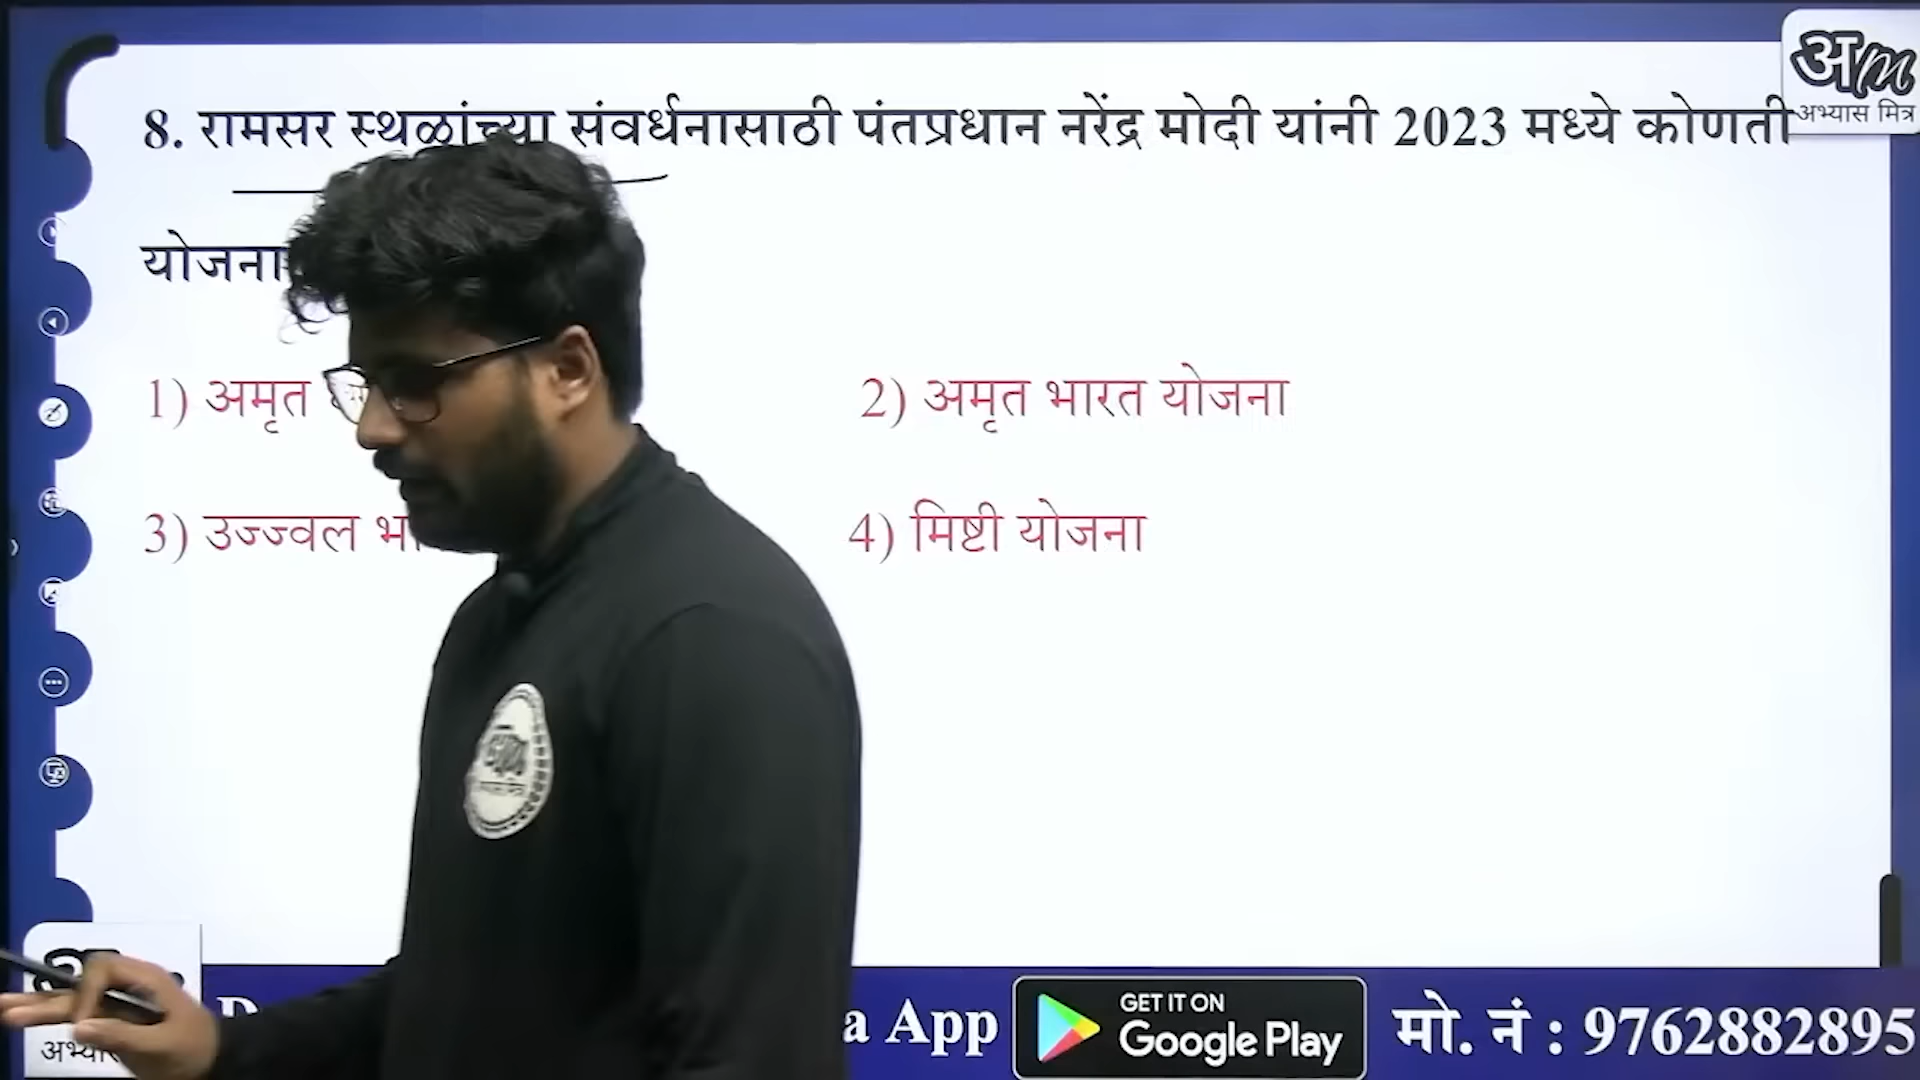 अm
अभ्यास मित्र
8. रामसर स्थळांच्या संवर्धनासाठी पंतप्रधान नरेंद्र मोदी यांनी 2023 मध्ये कोणती
योजना
1) अमृत
2) अमृत भारत योजना
3) उज्ज्वल
4) मिष्टी योजना
App
GET IT ON
Google Play
मो. नं : 9762882895